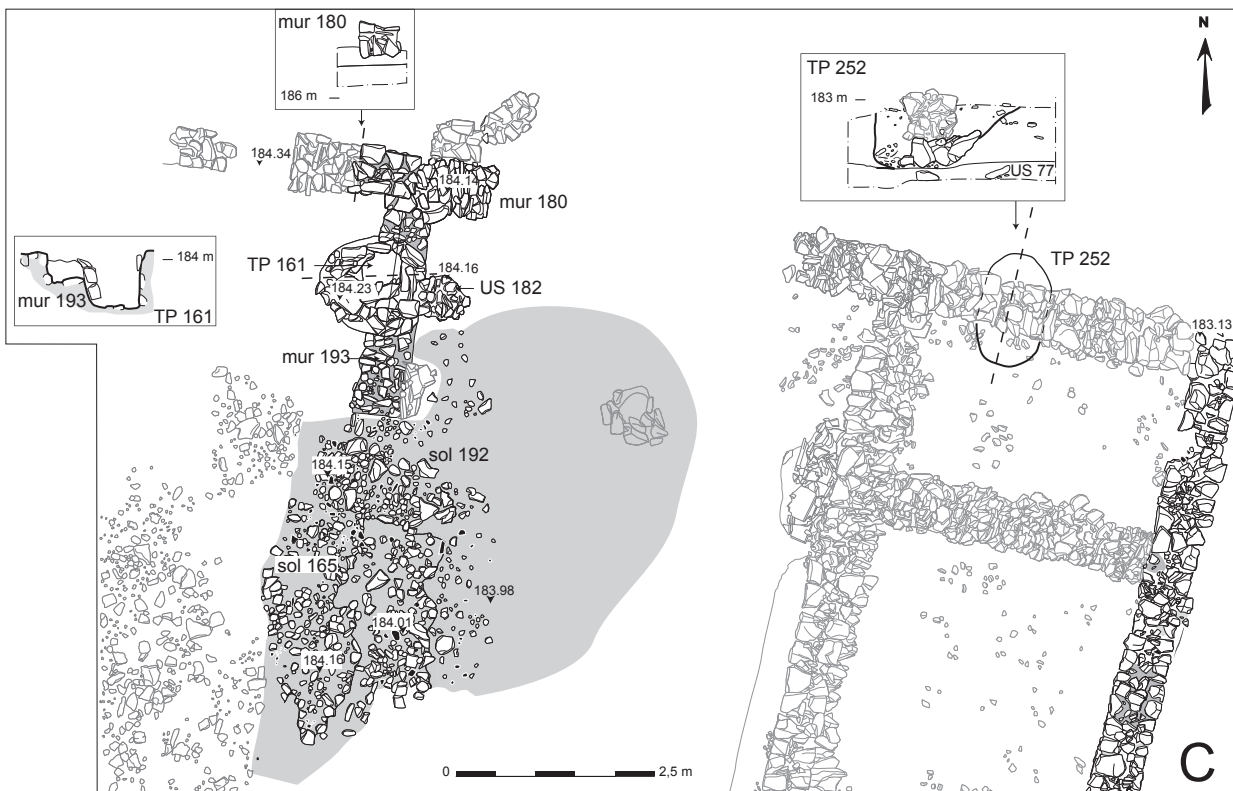 mur 180
186 m
N
TP 252
183 m
2US 77
184.34
184.14
mur 180
184 m
mur 193
TP 161
TP 161
184.16
184.23
US 182
TP 252
183.13
mur 193
sol 192
184.15
sol 165
183.98
184.01
184.16
0
2,5 m
C